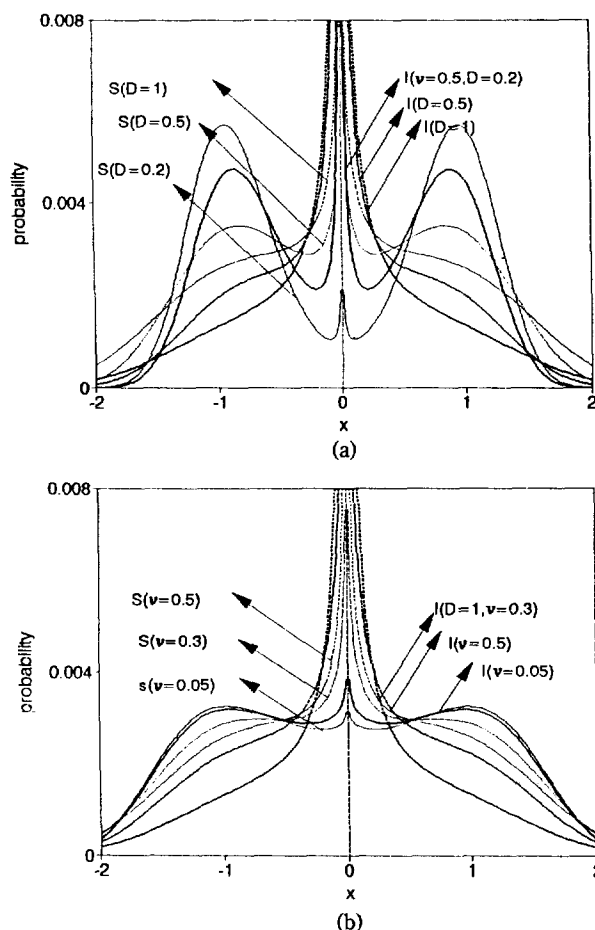 0.008
S(D=1)
S(D=0.5)
S(D=0.2)
I(ν=0.5,D=0.2)
I(D=0.5)
I(D=1)
0.004
probability
0
-2
-1
0
1
2
x
(a)
0.008
S(ν=0.5)
S(ν=0.3)
s(ν=0.05)
I(D=1,ν=0.3)
I(ν=0.5)
I(ν=0.05)
0.004
probability
0
-2
-1
0
1
2
x
(b)